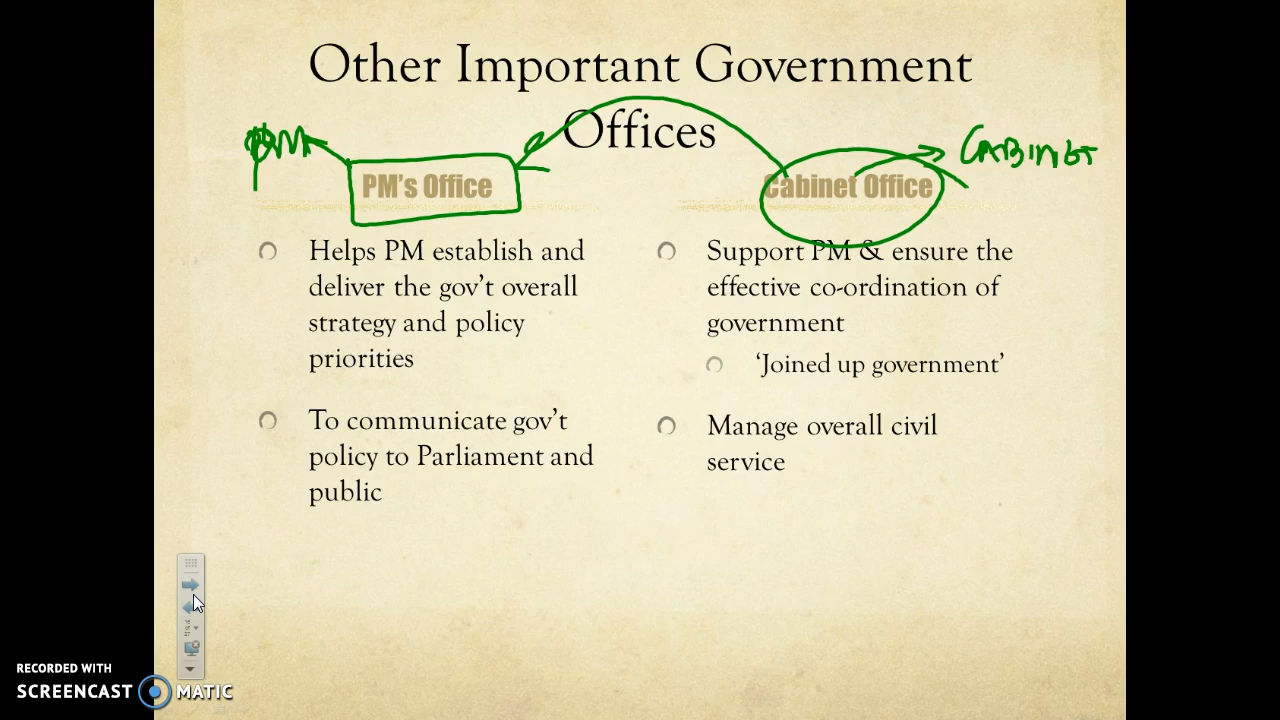 Other Important Government
Offices
PM
CABINET
PM's Office
Helps PM establish and
deliver the gov't overall
strategy and policy
priorities
To communicate gov't
policy to Parliament and
public
Cabinet Office
Support PM & ensure the
effective co-ordination of
government
'Joined up government'
Manage overall civil
service
RECORDED WITH
SCREENCAST MATIC